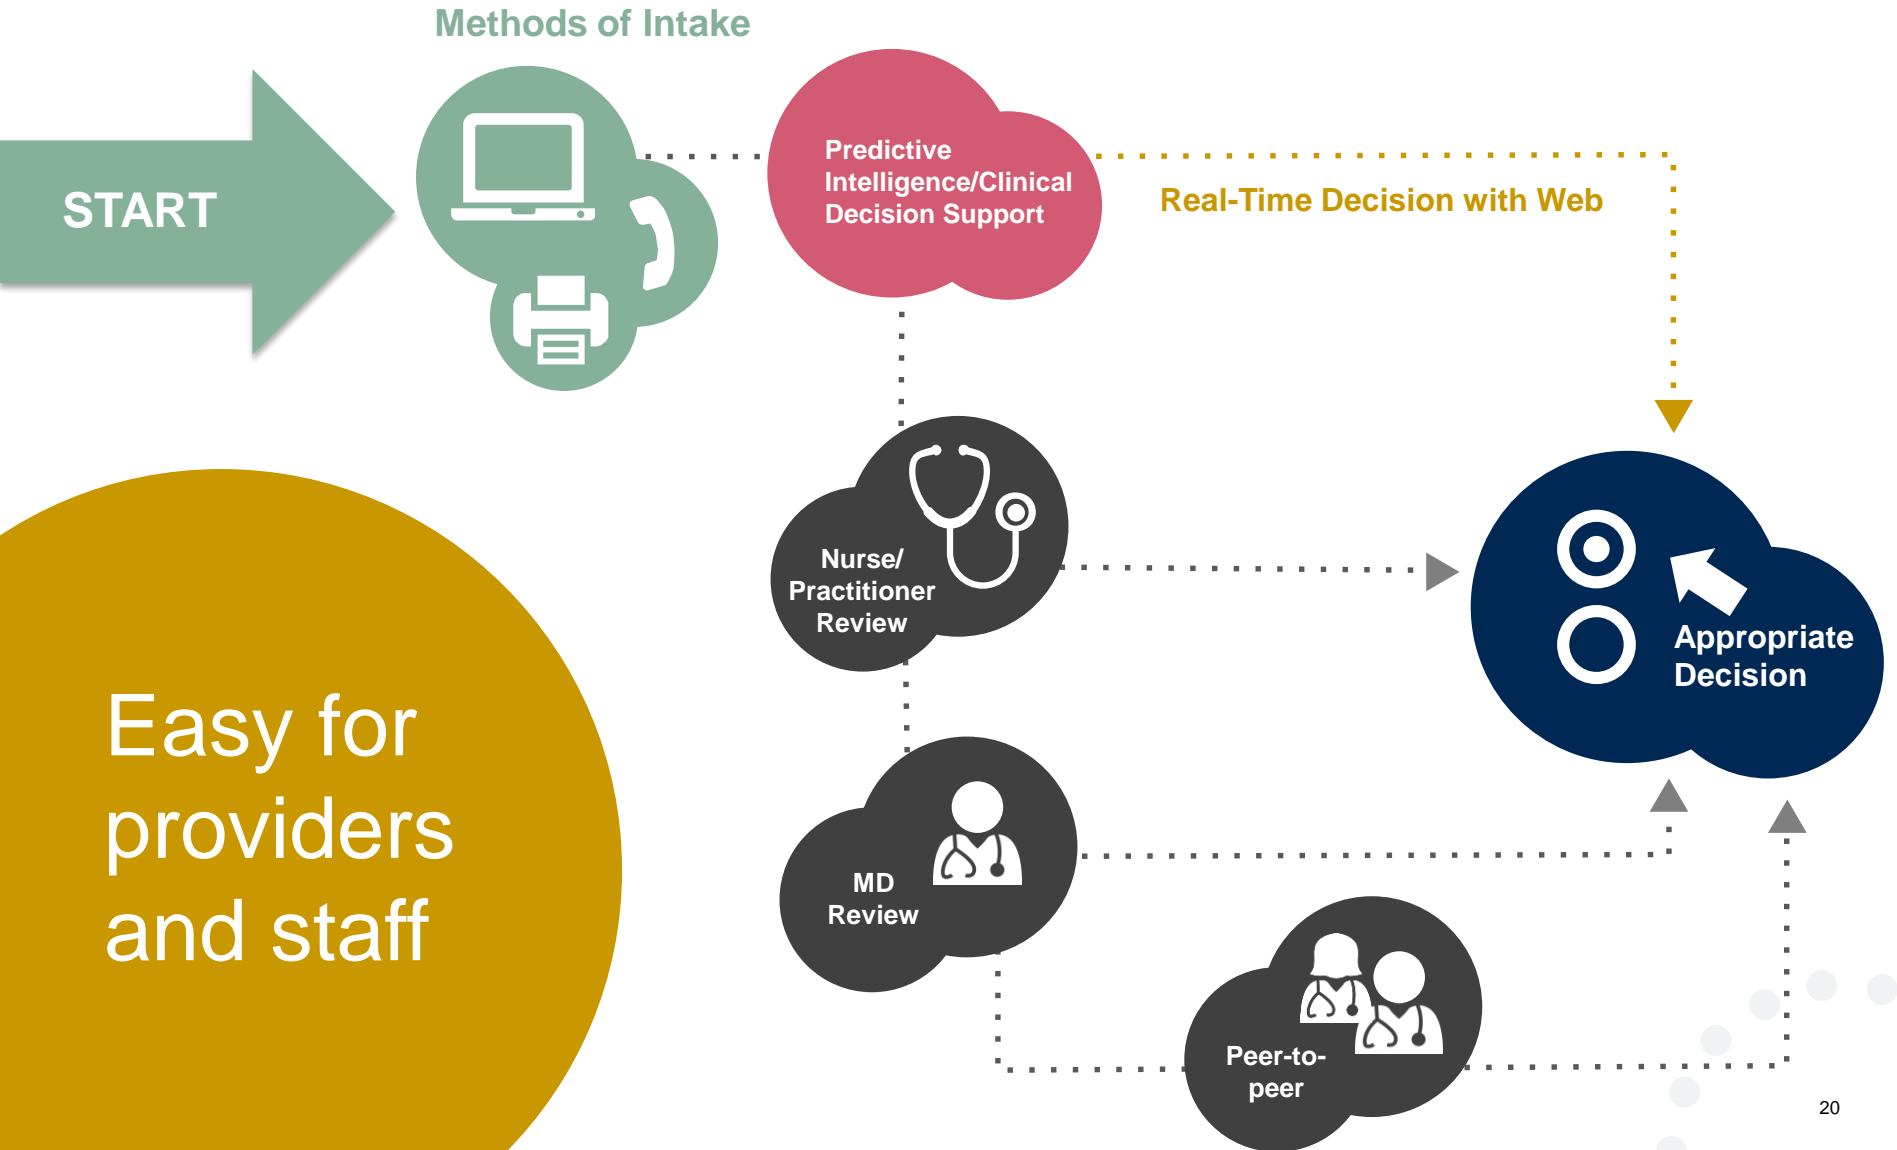 Methods of Intake
START
Predictive
Intelligence/Clinical
Decision Support
Real-Time Decision with Web
Nurse/
Practitioner
Review
Appropriate
Decision
Easy for
providers
and staff
MD
Review
Peer-to-
peer
20